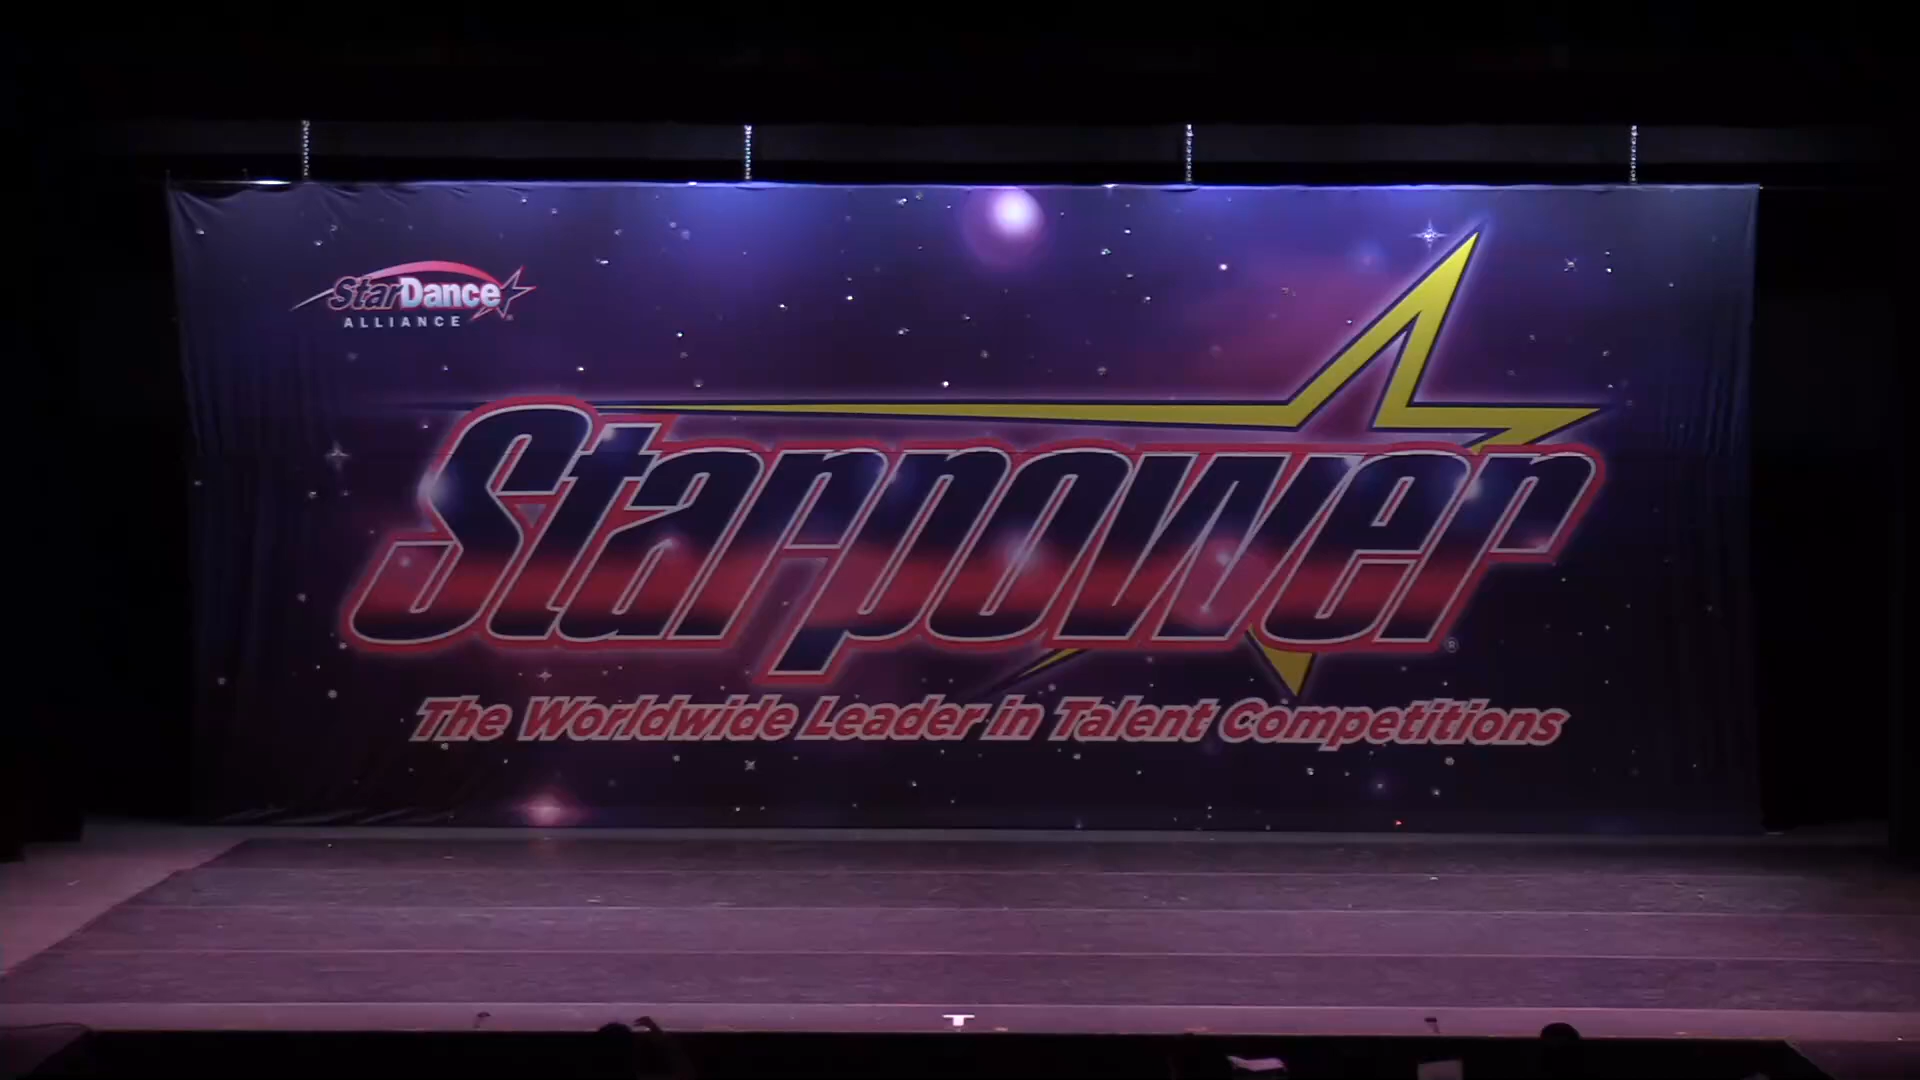 StarDance
ALLIANCE
Starpower®
The Worldwide Leader in Talent Competitions